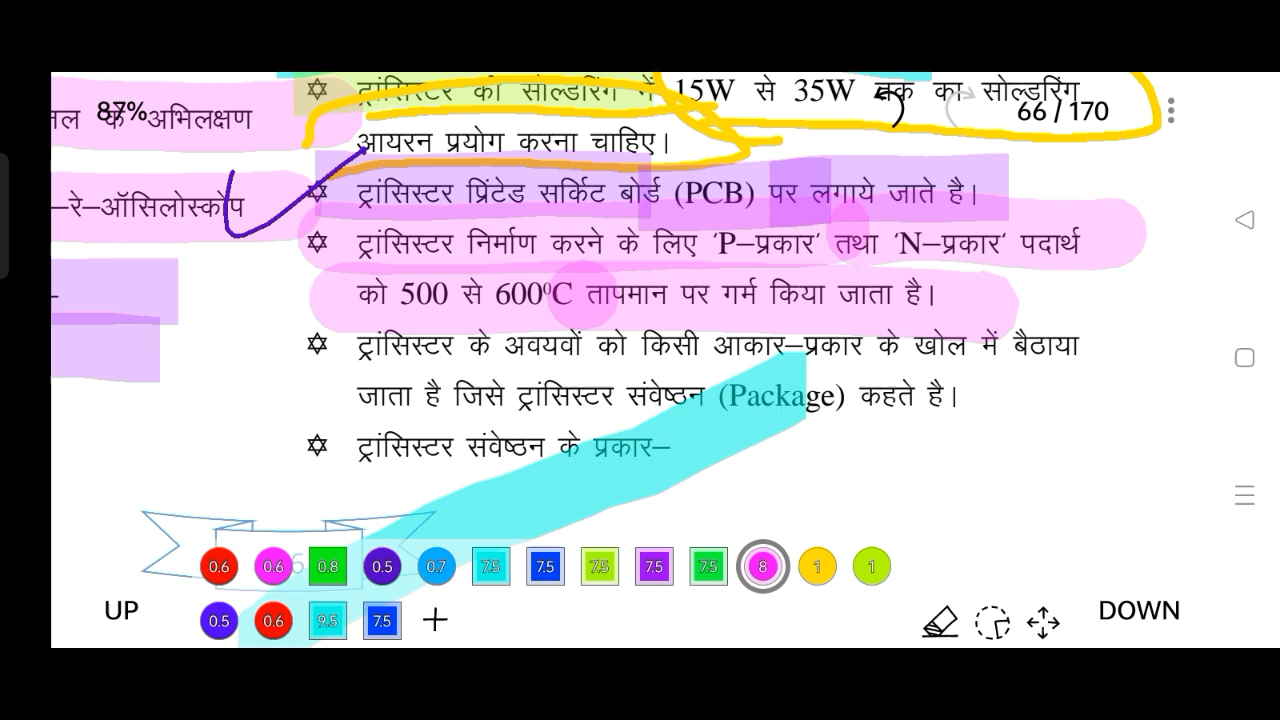 ट्रांसिस्टर की सोल्डरिंग में 15W से 35W तक का सोल्डरिंग
87%
के अभिलक्षण
66 / 170
आयरन प्रयोग करना चाहिए।
ट्रांसिस्टर प्रिंटेड सर्किट बोर्ड (PCB) पर लगाये जाते है।
–रे–ऑसिलोस्कोप
ट्रांसिस्टर निर्माण करने के लिए 'P–प्रकार' तथा 'N–प्रकार' पदार्थ
को 500 से 600⁰C तापमान पर गर्म किया जाता है।
ट्रांसिस्टर के अवयवों को किसी आकार–प्रकार के खोल में बैठाया
जाता है जिसे ट्रांसिस्टर संवेष्ठन (Package) कहते है।
ट्रांसिस्टर संवेष्ठन के प्रकार–
0.6 0.6 0.8 0.5 0.7 7.5 7.5 7.5 7.5 7.5 8 1 1
UP 0.5 0.6 9.5 7.5 + DOWN